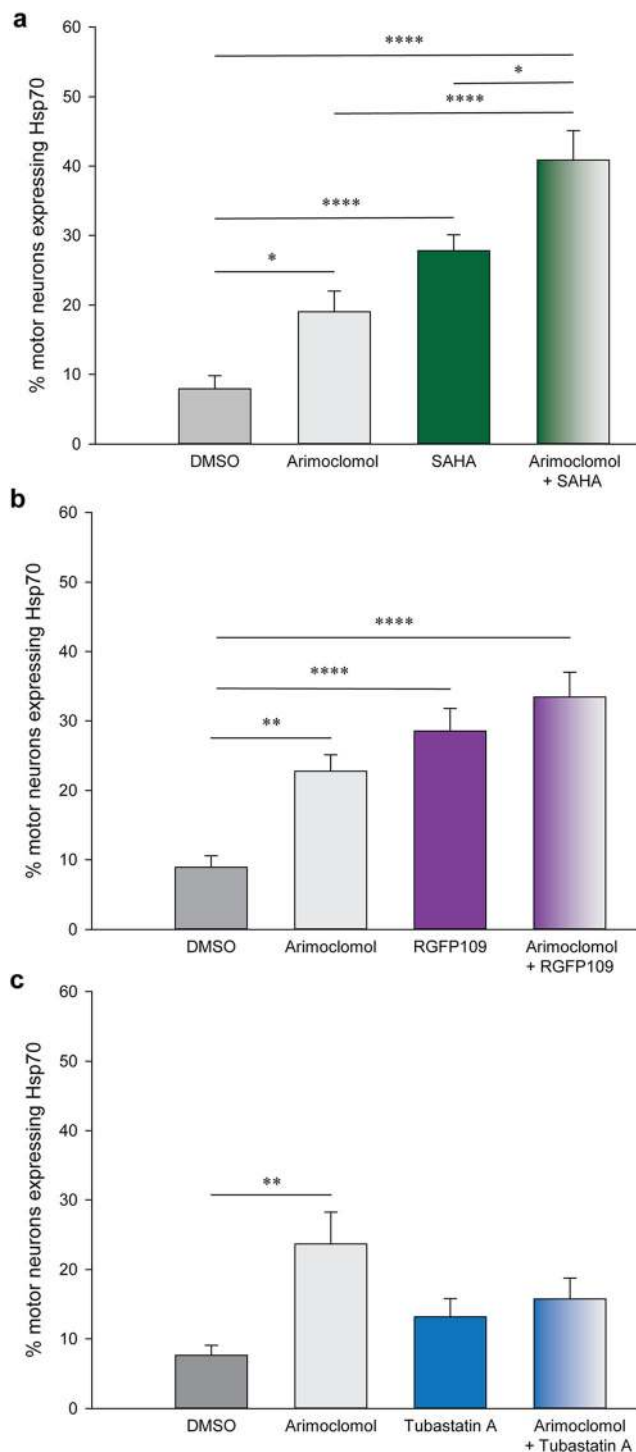 a
% motor neurons expressing Hsp70
60
50
40
30
20
10
0
****
*
****
****
*
DMSO
Arimoclomol
SAHA
Arimoclomol
+ SAHA
b
% motor neurons expressing Hsp70
60
50
40
30
20
10
0
****
****
**
DMSO
Arimoclomol
RGFP109
Arimoclomol
+ RGFP109
c
% motor neurons expressing Hsp70
60
50
40
30
20
10
0
**
DMSO
Arimoclomol
Tubastatin A
Arimoclomol
+ Tubastatin A